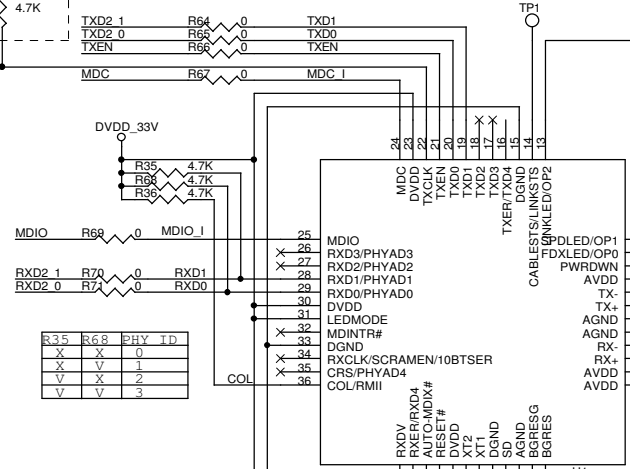 4.7K
TXD2_1 R64 0 TXD1
TXD2_0 R65 0 TXD0
TXEN R66 0 TXEN
MDC R67 0 MDC_I
TP1
DVDD_33V
R35 4.7K
R68 4.7K
R36 4.7K
24 23 22 21 20 19 18 17 16 15 14 13
MDC
DVDD
TXCLK
TXEN
TXD0
TXD1
TXD2
TXD3
TXER/TXD4
DGND
CABLESTS/LINKSTS
LINKLED/OP2
MDIO R69 0 MDIO_I 25 MDIO
26 RXD3/PHYAD3
27 RXD2/PHYAD2
RXD2_1 R70 0 RXD1 28 RXD1/PHYAD1
RXD2_0 R71 0 RXD0 29 RXD0/PHYAD0
30 DVDD
31 LEDMODE
32 MDINTR#
33 DGND
34 RXCLK/SCRAMEN/10BTSER
35 CRS/PHYAD4
COL 36 COL/RMII
SPDLED/OP1
FDXLED/OP0
PWRDWN
AVDD
TX-
TX+
AGND
AGND
RX-
RX+
AVDD
AVDD
R35 R68 PHY ID
X X 0
X V 1
V X 2
V V 3
RXDV
RXER/RXD4
AUTO-MDIX#
RESET#
DVDD
XT2
XT1
DGND
SD
AGND
BGRESG
BGRES